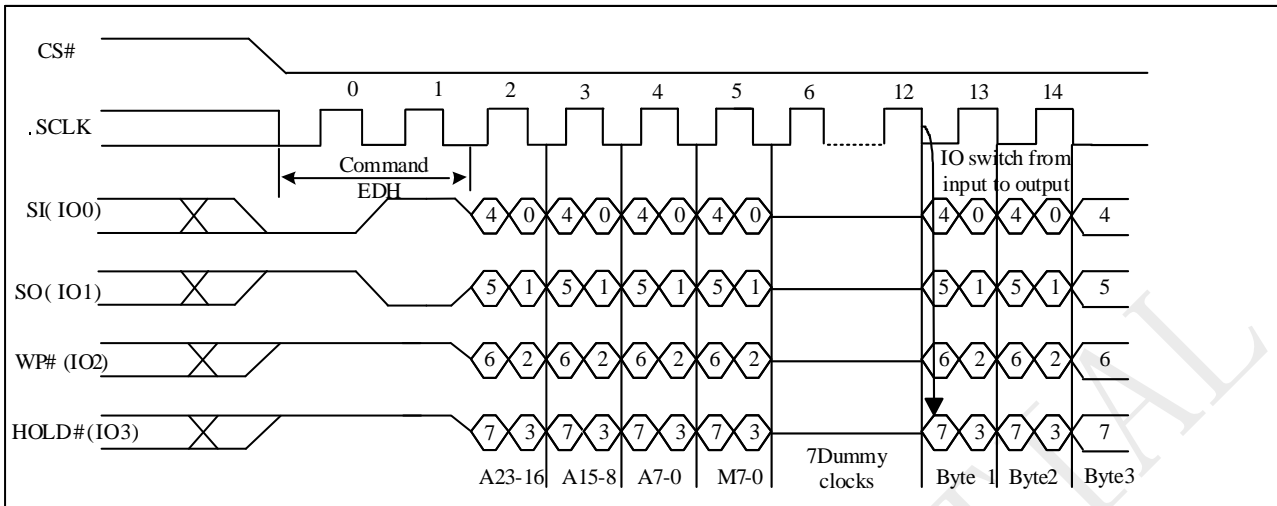 CS#
0 1 2 3 4 5 6 12 13 14
.SCLK
Command
EDH
IO switch from
input to output
SI( IO0)
4 0 4 0 4 0 4 0 4 0 4 0 4
SO( IO1)
5 1 5 1 5 1 5 1 5 1 5 1 5
WP# (IO2)
6 2 6 2 6 2 6 2 6 2 6 2 6
HOLD#(IO3)
7 3 7 3 7 3 7 3 7 3 7 3 7
A23-16 A15-8 A7-0 M7-0
7Dummy
clocks
Byte 1 Byte2 Byte3